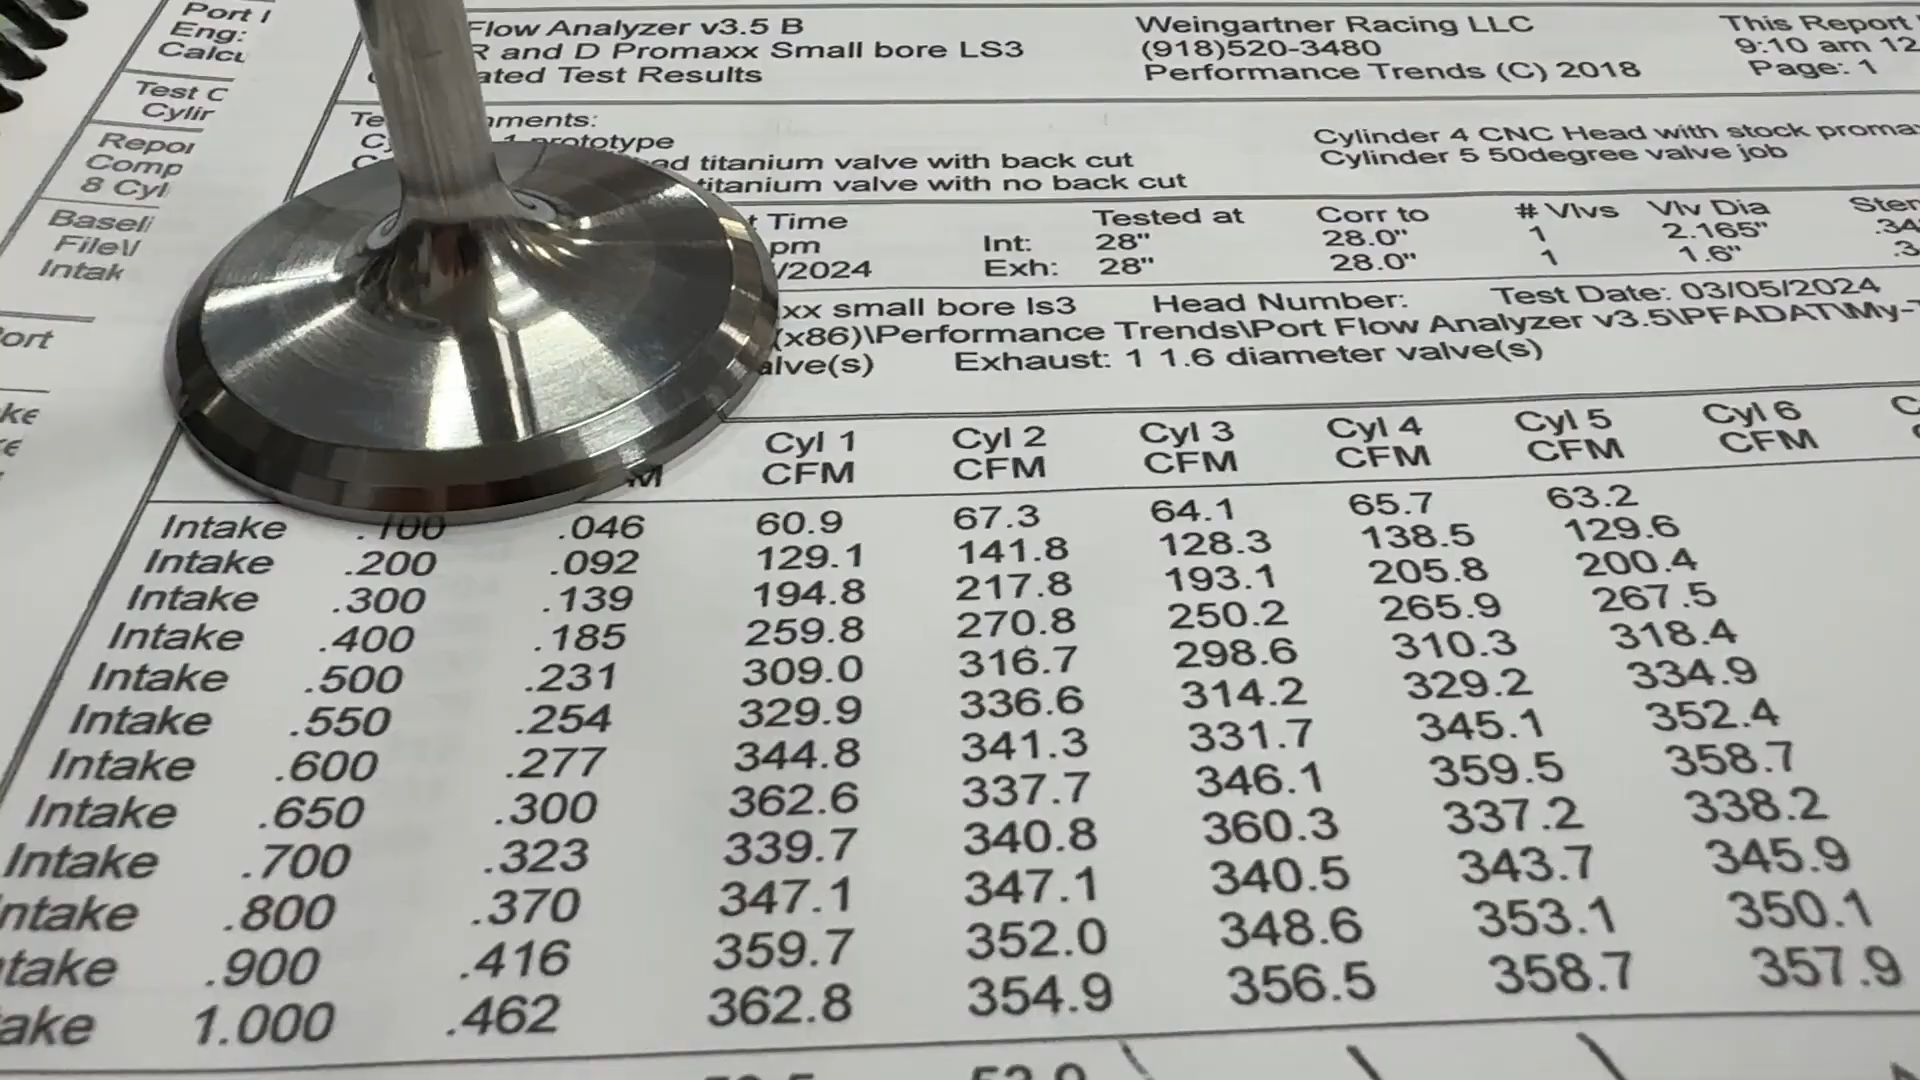 Port
Eng:
Test
8 Cyl
Flow Analyzer v3.5 B
R and D Promaxx Small bore LS3
Test Results
Weingartner Racing LLC
(918)520-3480
Performance Trends (C) 2018
This Report
9:10 am 12
Page: 1
1 prototype
titanium valve with back cut
titanium valve with no back cut
Cylinder 4 CNC Head with stock
Cylinder 5 50degree valve job
Time Tested at Corr to # Vlvs Vlv Dia
pm Int: 28" 28.0" 1 2.165"
/2024 Exh: 28" 28.0" 1 1.6"
small bore ls3 Head Number: Test Date: 03/05/2024
(x86)\Performance Trends\Port Flow Analyzer v3.5\PFADAT\My-
Exhaust: 1 1.6 diameter valve(s)
Cyl 1 Cyl 2 Cyl 3 Cyl 4 Cyl 5 Cyl 6
CFM CFM CFM CFM CFM CFM
Intake .100 .046 60.9 67.3 64.1 65.7 63.2
Intake .200 .092 129.1 141.8 128.3 138.5 129.6
Intake .300 .139 194.8 217.8 193.1 205.8 200.4
Intake .400 .185 259.8 270.8 250.2 265.9 267.5
Intake .500 .231 309.0 316.7 298.6 310.3 318.4
Intake .550 .254 329.9 336.6 314.2 329.2 334.9
Intake .600 .277 344.8 341.3 331.7 345.1 352.4
Intake .650 .300 362.6 337.7 346.1 359.5 358.7
Intake .700 .323 339.7 340.8 360.3 337.2 338.2
ntake .800 .370 347.1 347.1 340.5 343.7 345.9
take .900 .416 359.7 352.0 348.6 353.1 350.1
ake 1.000 .462 362.8 354.9 356.5 358.7 357.9